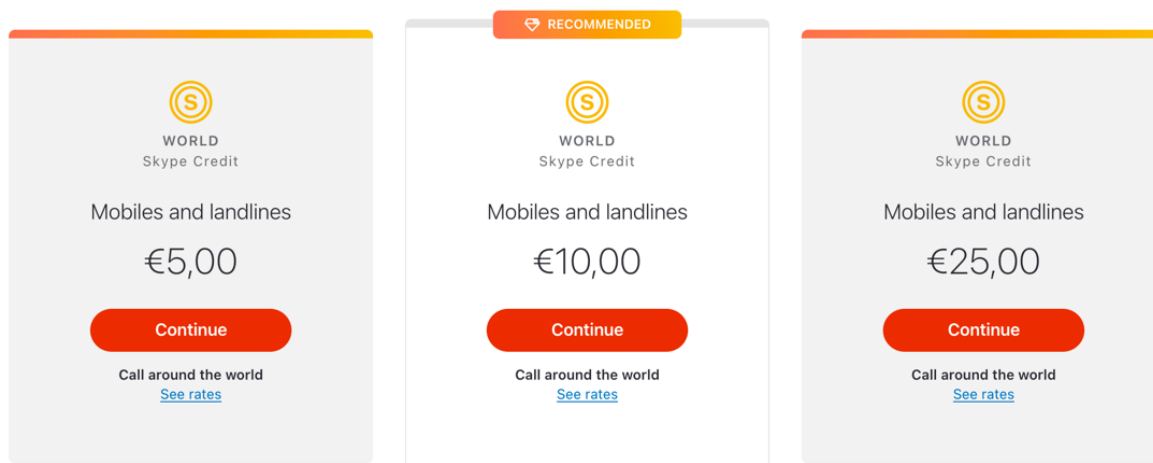 RECOMMENDED
S
WORLD
Skype Credit
Mobiles and landlines
€5,00
Continue
Call around the world
See rates
S
WORLD
Skype Credit
Mobiles and landlines
€10,00
Continue
Call around the world
See rates
S
WORLD
Skype Credit
Mobiles and landlines
€25,00
Continue
Call around the world
See rates